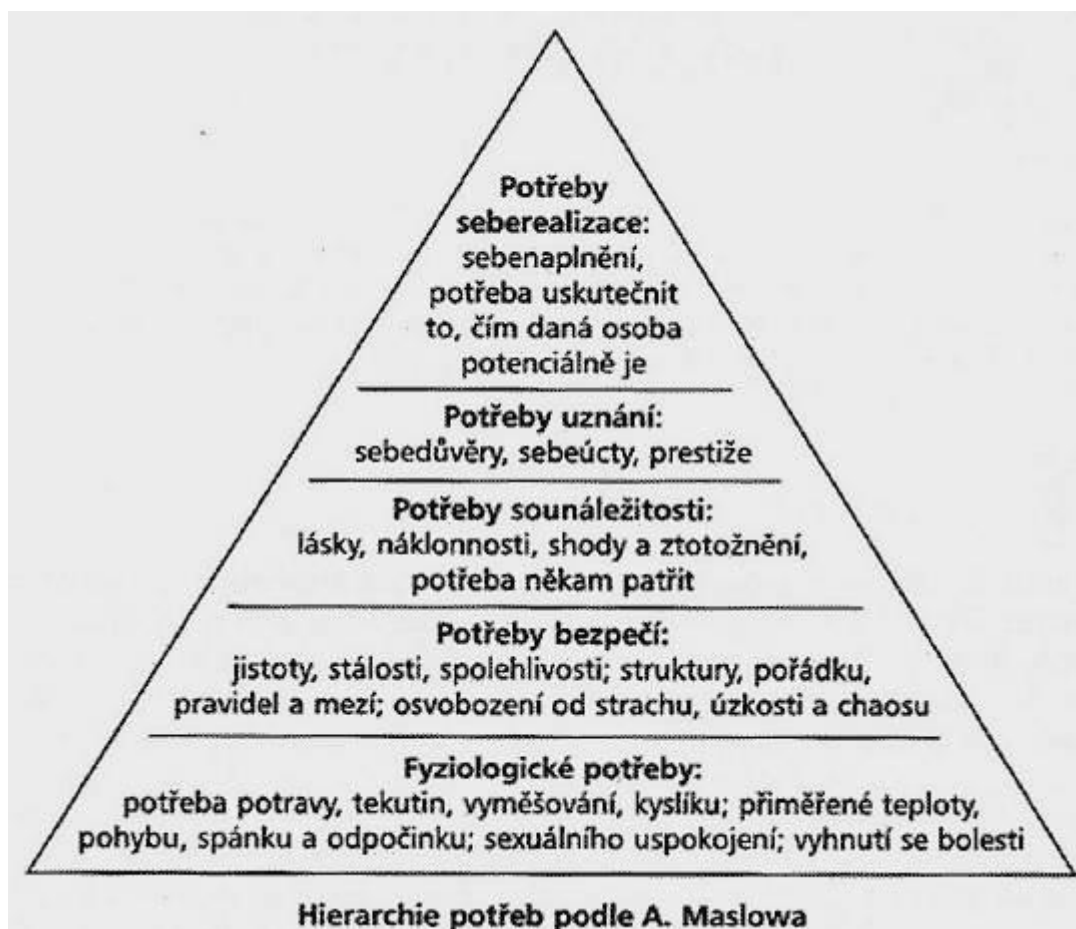 Potřeby
seberealizace:
sebenaplnění,
potřeba uskutečnit
to, čím daná osoba
potenciálně je
Potřeby uznání:
sebedůvěry, sebeúcty, prestiže
Potřeby sounáležitosti:
lásky, náklonnosti, shody a ztotožnění,
potřeba někam patřit
Potřeby bezpečí:
jistoty, stálosti, spolehlivosti; struktury, pořádku,
pravidel a mezí; osvobození od strachu, úzkosti a chaosu
Fyziologické potřeby:
potřeba potravy, tekutin, vyměšování, kyslíku; přiměřené teploty,
pohybu, spánku a odpočinku; sexuálního uspokojení; vyhnutí se bolesti
Hierarchie potřeb podle A. Maslowa